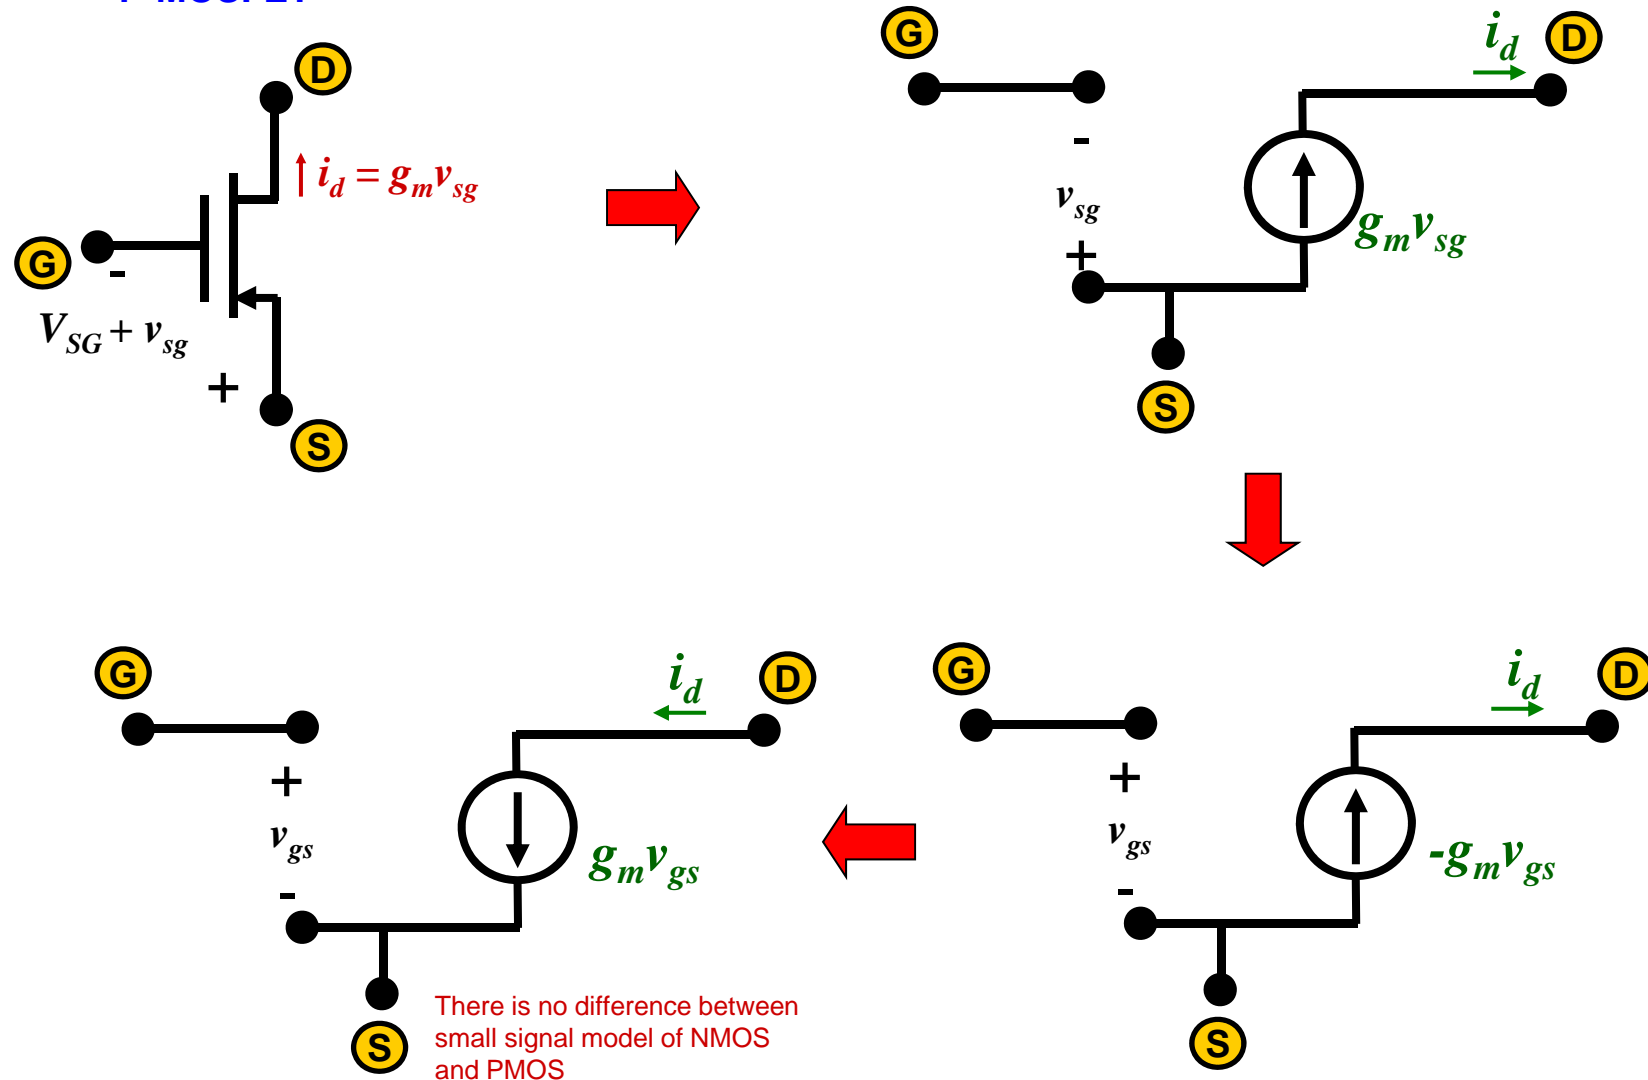 G
i_d
D
D
-
i_d = g_m v_sg
v_sg
g_m v_sg
G
-
+
V_SG + v_sg
+
S
S
G
i_d
D
G
i_d
D
+
+
v_gs
g_m v_gs
v_gs
-g_m v_gs
-
-
S
There is no difference between
small signal model of NMOS
and PMOS
S